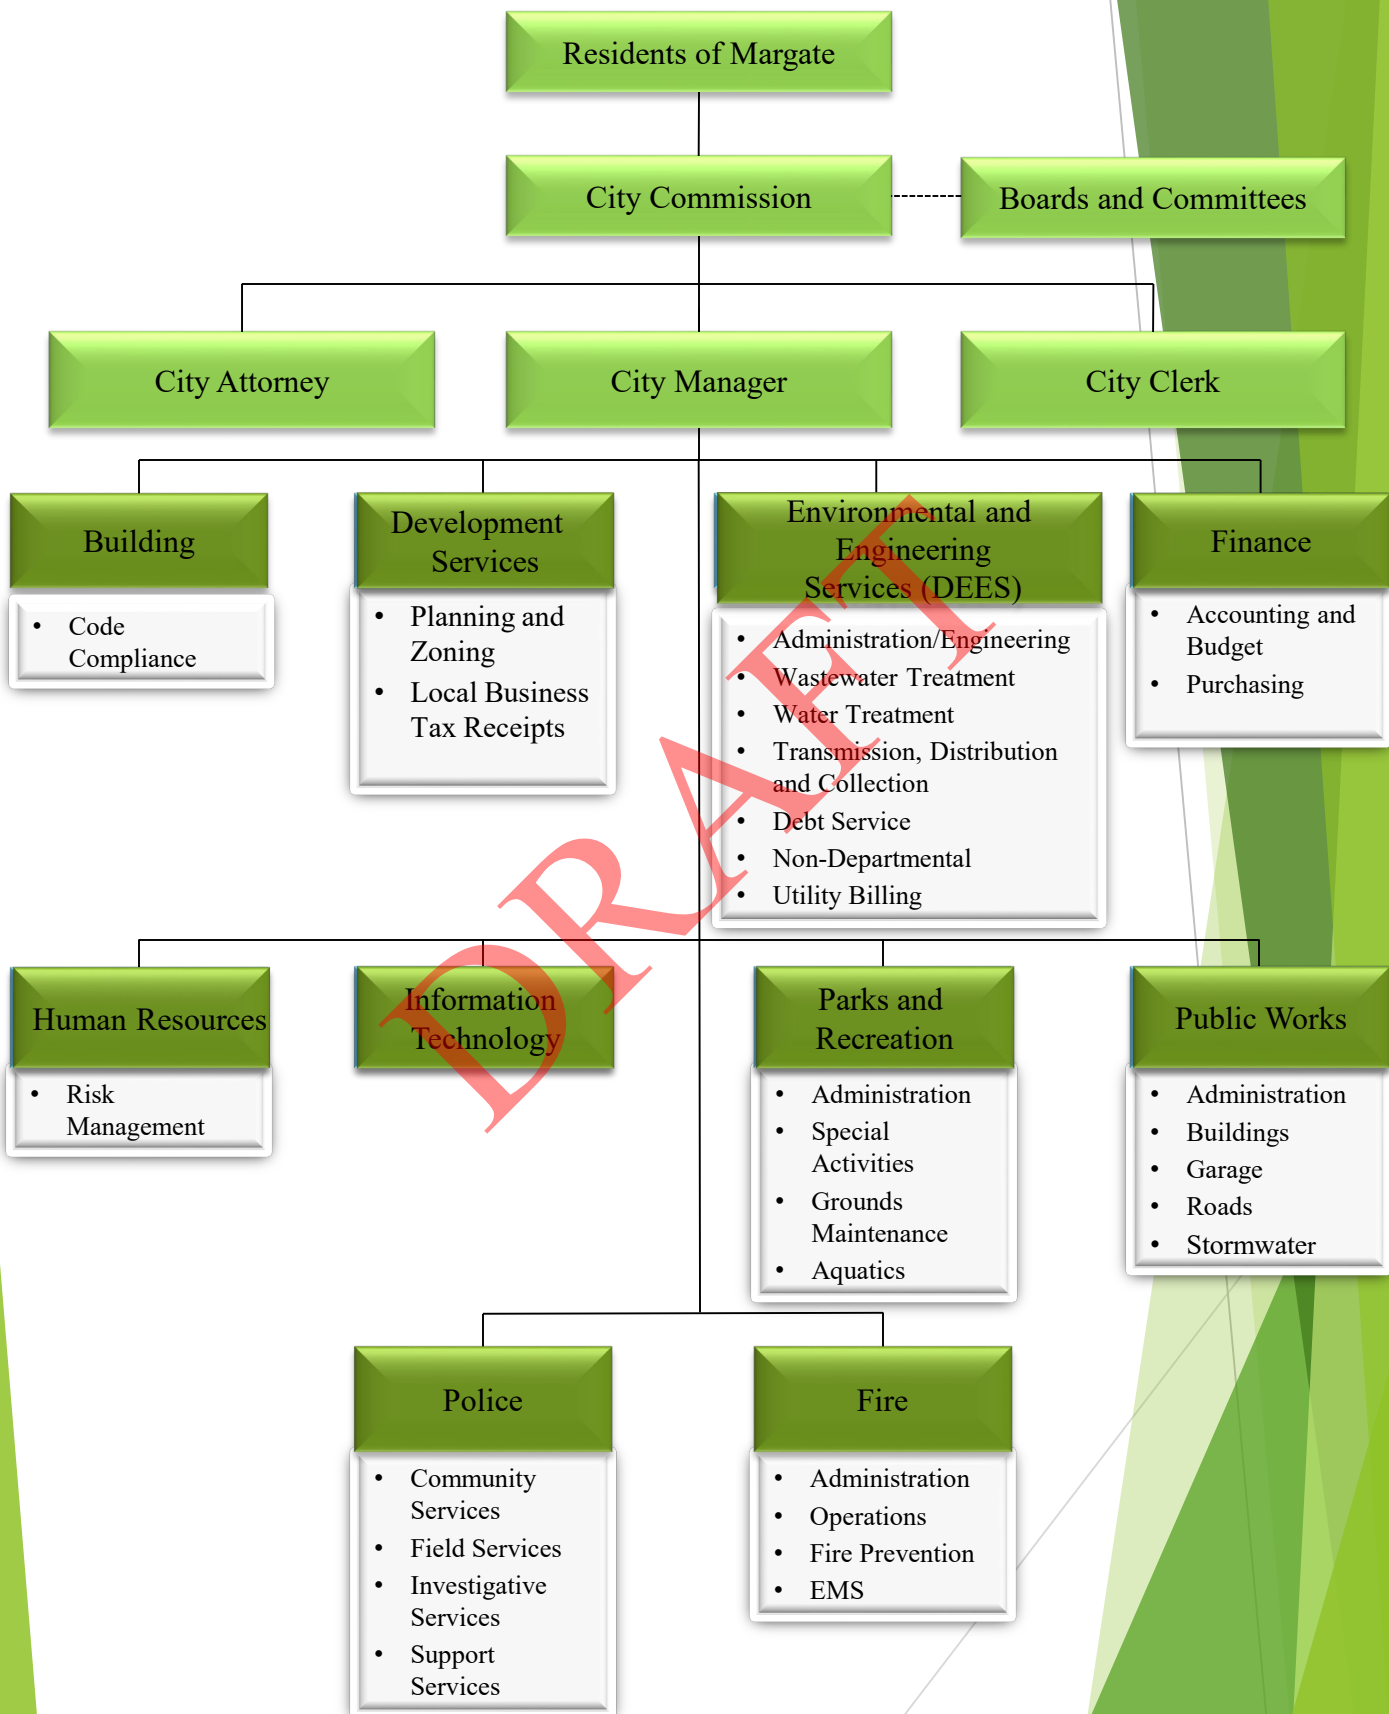 Residents of Margate
City Commission
Boards and Committees
City Attorney
City Manager
City Clerk
Building
• Code
Compliance
Development
Services
• Planning and
Zoning
• Local Business
Tax Receipts
Environmental and
Engineering
Services (DEES)
• Administration/Engineering
• Wastewater Treatment
• Water Treatment
• Transmission, Distribution
and Collection
• Debt Service
• Non-Departmental
• Utility Billing
Finance
• Accounting and
Budget
• Purchasing
DRAFT
Human Resources
• Risk
Management
Information
Technology
Parks and
Recreation
• Administration
• Special
Activities
• Grounds
Maintenance
• Aquatics
Public Works
• Administration
• Buildings
• Garage
• Roads
• Stormwater
Police
• Community
Services
• Field Services
• Investigative
Services
• Support
Services
Fire
• Administration
• Operations
• Fire Prevention
• EMS